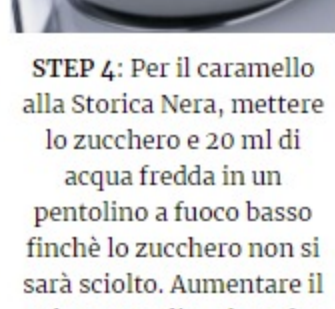 STEP 4: Per il caramello
alla Storica Nera, mettere
lo zucchero e 20 ml di
acqua fredda in un
pentolino a fuoco basso
finchè lo zucchero non si
sarà sciolto. Aumentare il